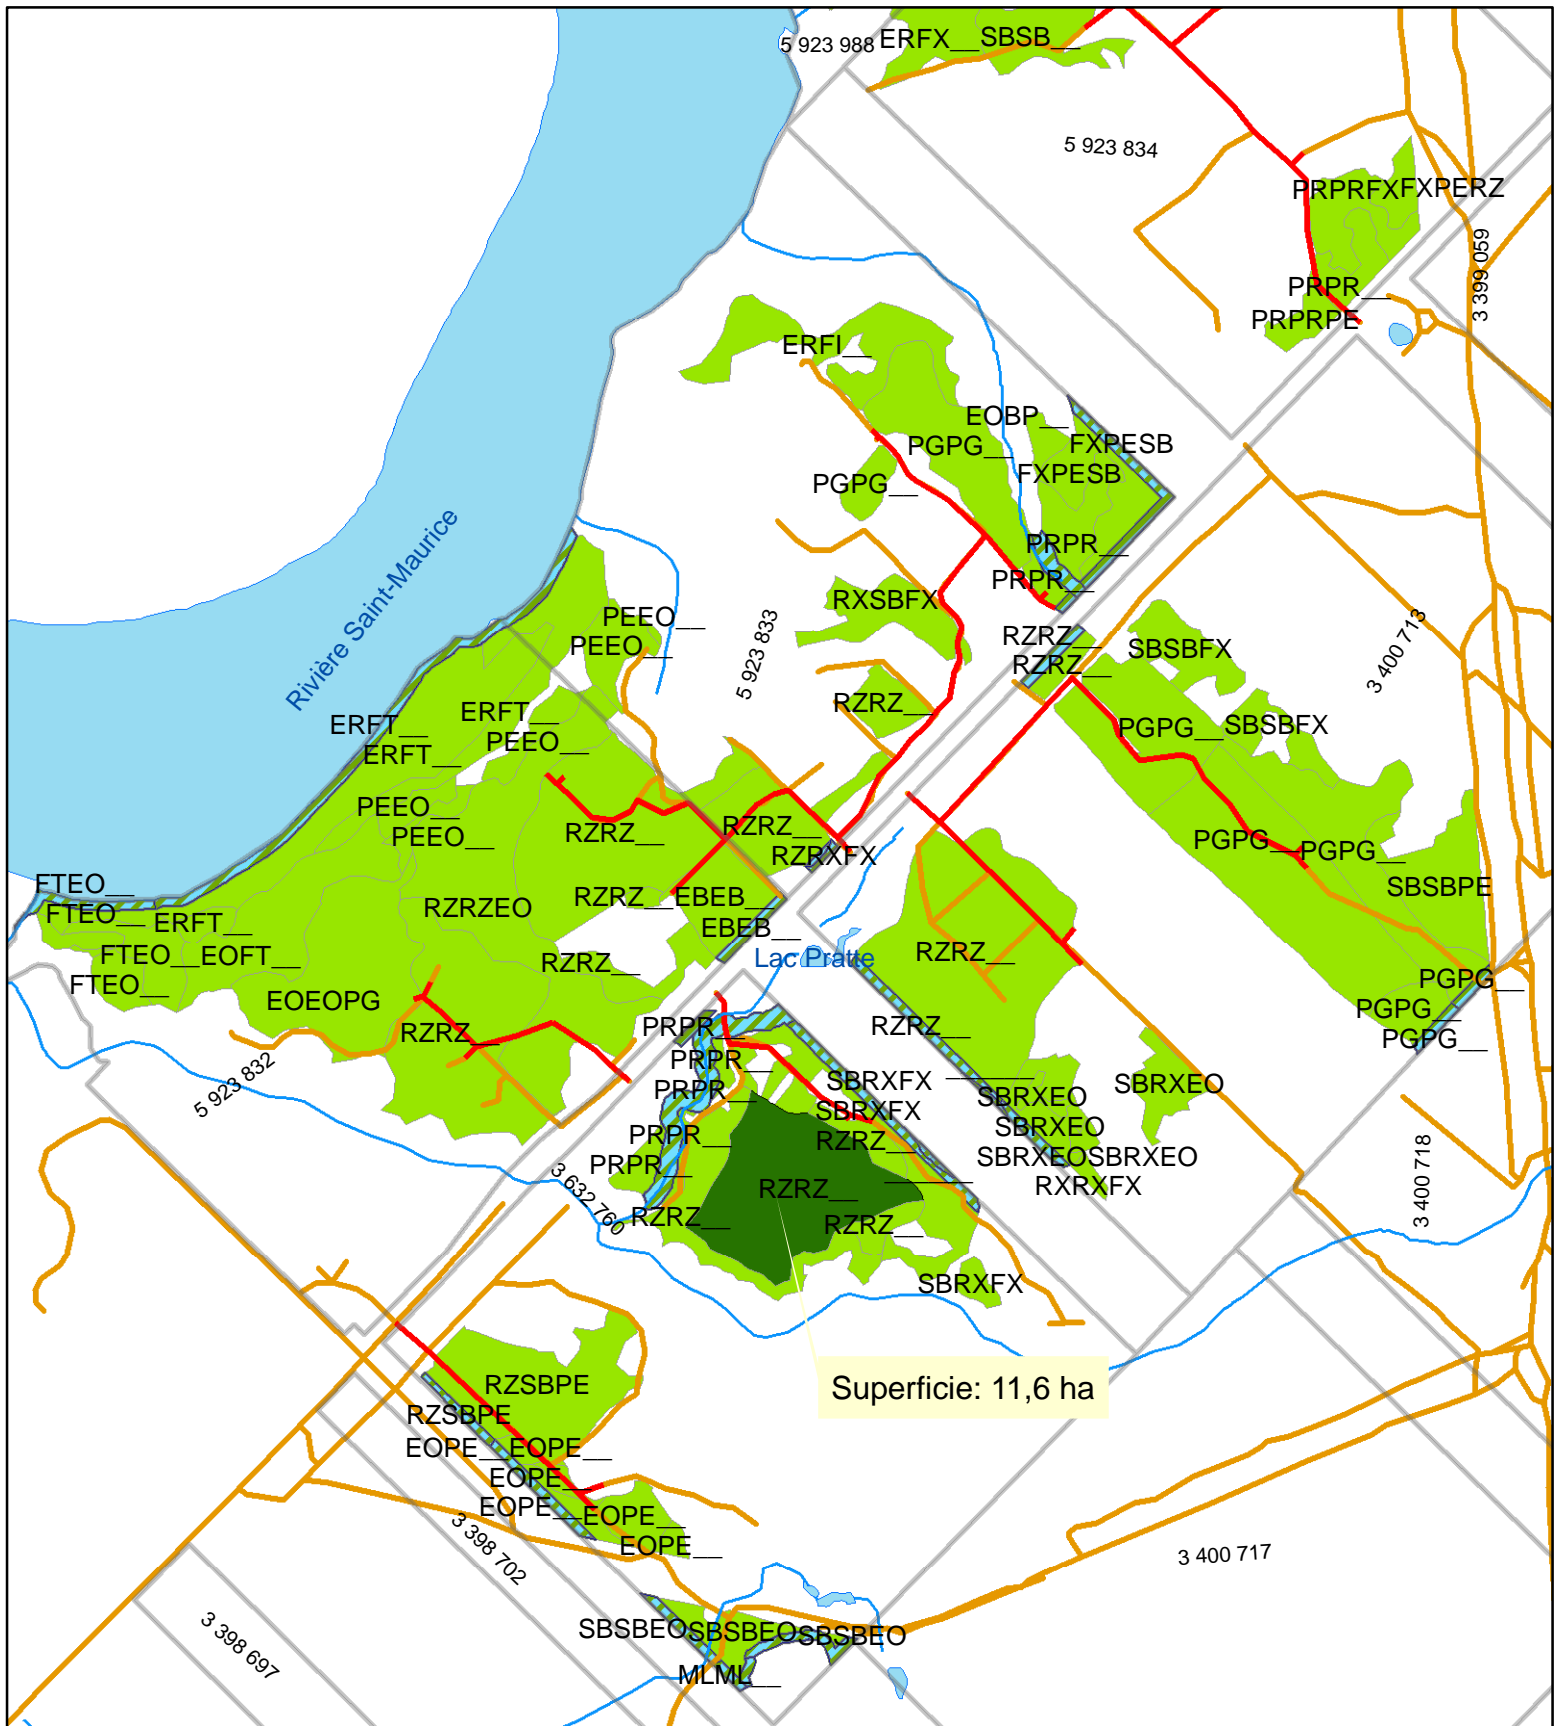 5 923 988 ERFX__SBSB__
5 923 834
PRPRFXFXPERZ
3 399 059
PRPR__
PRPRPE
ERFI__
EOBP__
PGPG__
FXPESB
FXPESB
PGPG__
PRPR__
PRPR__
Rivière Saint-Maurice
RXSBFX
PEEO__
PEEO__
5 923 833
RZRZ__
RZRZ__
SBSBFX
3 400 713
RZRZ__
ERFT__
ERFT__
PEEO__
ERFT__
PGPG__SBSBFX
PEEO__
PEEO__
RZRZ__
RZRZ__
RZRXFX
PGPG__PGPG__
SBSBPE
FTEO__
FTEO__
ERFT__
RZRZEO
RZRZ__EBEB__
EBEB__
FTEO__EOFT__
FTEO__
EOEOPG
RZRZ__
Lac Pratte
RZRZ__
PGPG__
PGPG__
PGPG__
RZRZ__
PRPR__
RZRZ__
PRPR__
PRPR__
SBRXFX
SBRXFX
SBRXEO
SBRXEO
SBRXEO
5 923 832
PRPR__
PRPR__
RZRZ__
SBRXEOSBRXEO
RXRXFX
3 400 718
3 632 760
RZRZ__
RZRZ__
RZRZ__
SBRXFX
Superficie: 11,6 ha
RZSBPE
RZSBPE
EOPE__EOPE__
EOPE__
EOPE__EOPE__
EOPE__
3 398 702
3 400 717
3 398 697
SBSBEOSBSBEOSBSBEO
MLML__